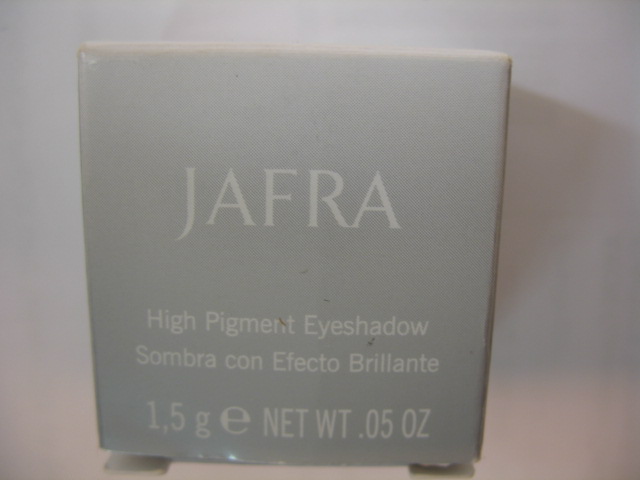 JAFRA
High Pigment Eyeshadow
Sombra con Efecto Brillante
1,5 g ℮ NET WT .05 OZ